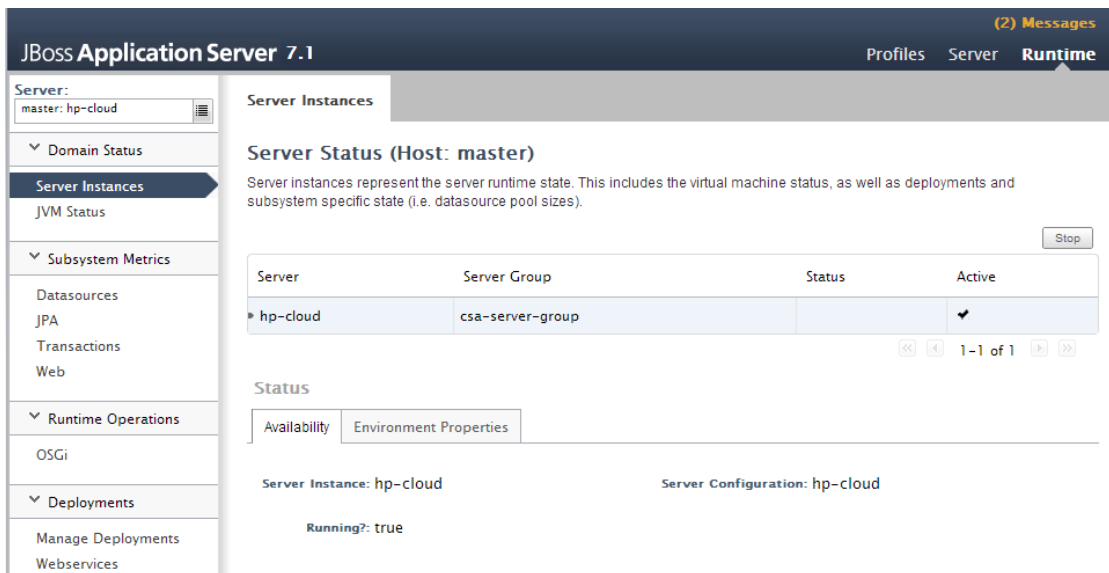 (2) Messages
JBoss Application Server 7.1
Profiles Server Runtime
Server:
master: hp-cloud
Domain Status
Server Instances
JVM Status
Subsystem Metrics
Datasources
JPA
Transactions
Web
Runtime Operations
OSGi
Deployments
Manage Deployments
Webservices
Server Instances
Server Status (Host: master)
Server instances represent the server runtime state. This includes the virtual machine status, as well as deployments and
subsystem specific state (i.e. datasource pool sizes).
Stop
Server Server Group Status Active
hp-cloud csa-server-group
1-1 of 1
Status
Availability Environment Properties
Server Instance: hp-cloud Server Configuration: hp-cloud
Running?: true